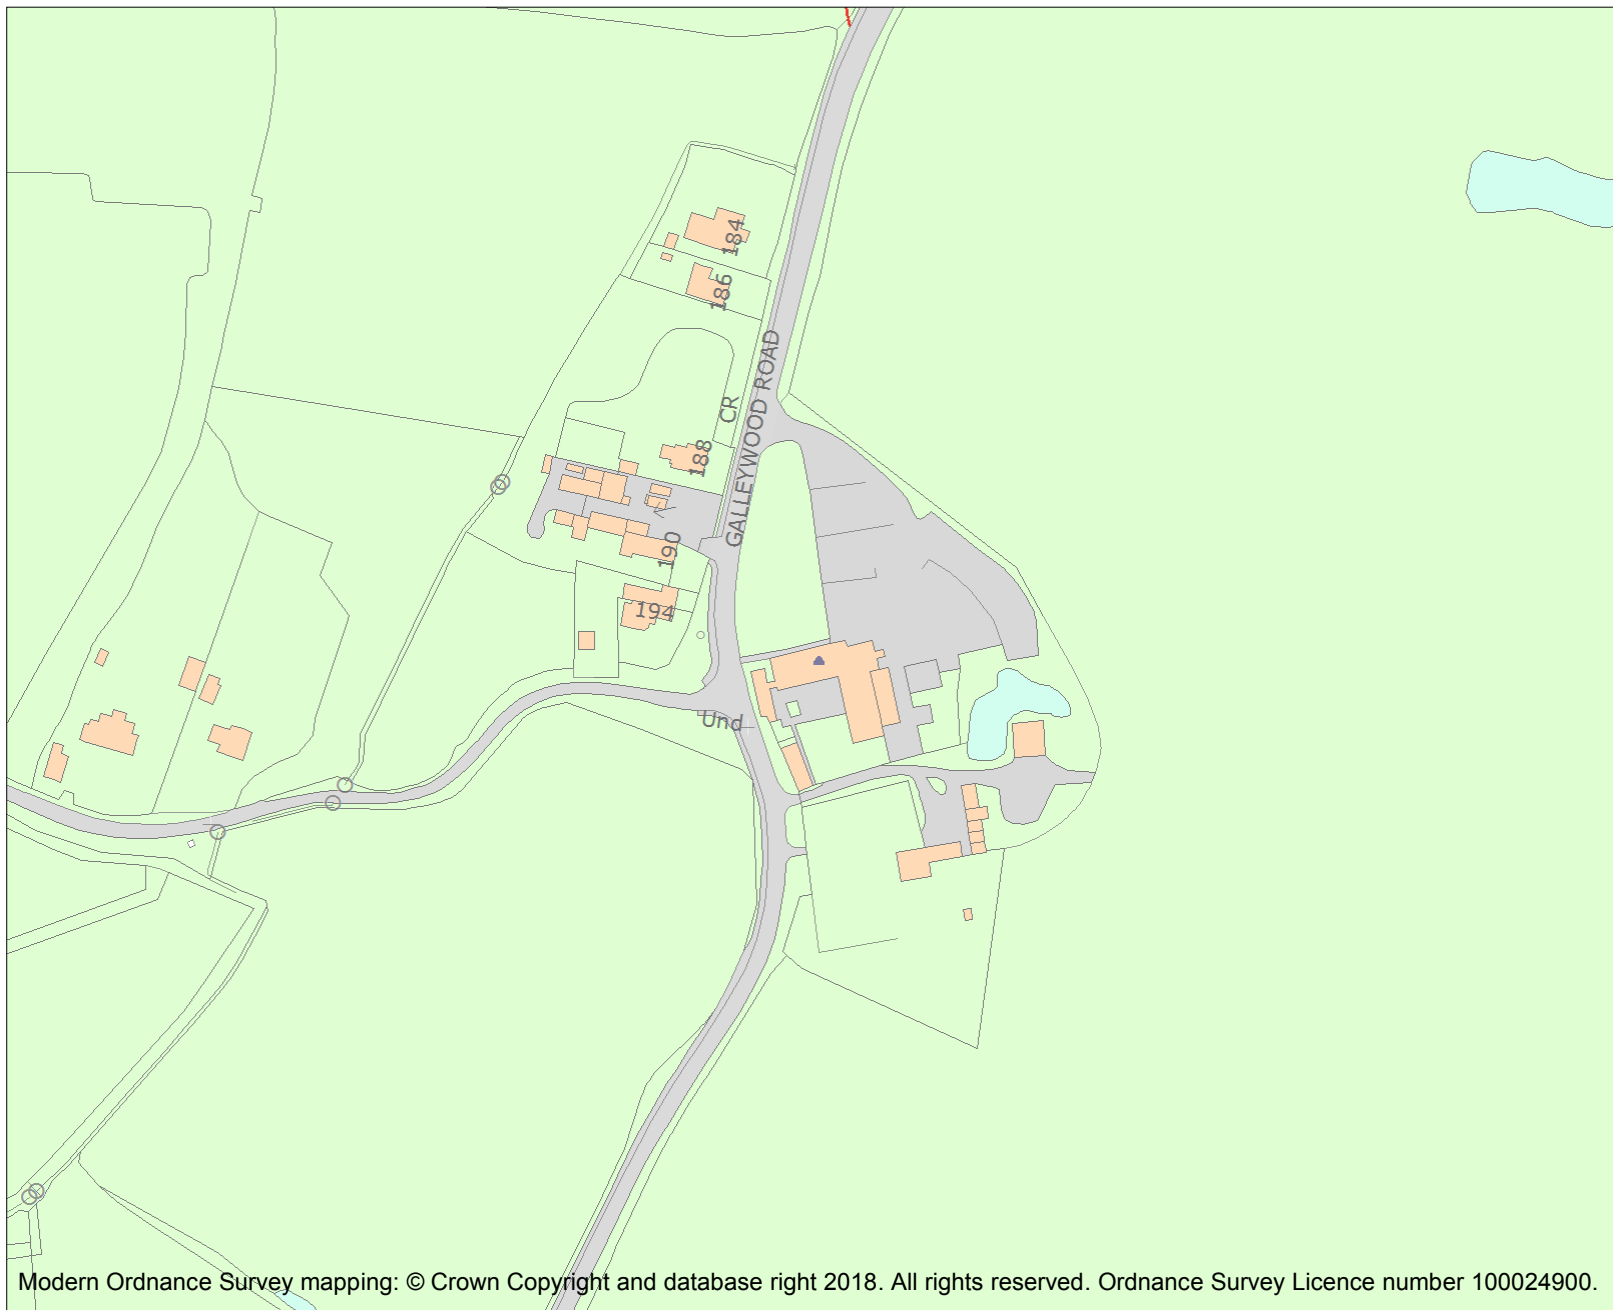 184
186
GALLEYWOOD ROAD
CR
188
190
194
Und
Modern Ordnance Survey mapping: © Crown Copyright and database right 2018. All rights reserved. Ordnance Survey Licence number 100024900.